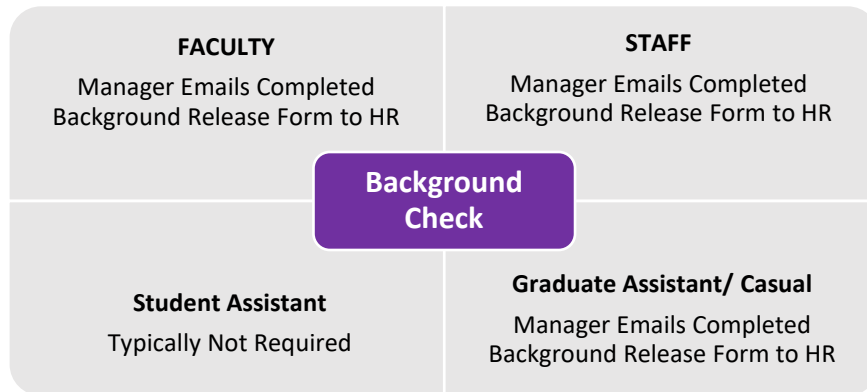 FACULTY
Manager Emails Completed
Background Release Form to HR
STAFF
Manager Emails Completed
Background Release Form to HR
Background
Check
Student Assistant
Typically Not Required
Graduate Assistant/ Casual
Manager Emails Completed
Background Release Form to HR